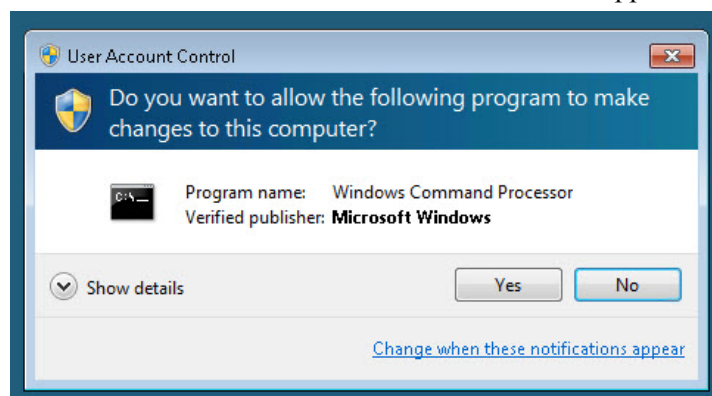 User Account Control
Do you want to allow the following program to make
changes to this computer?
C:\_
Program name: Windows Command Processor
Verified publisher: Microsoft Windows
Show details
Yes
No
Change when these notifications appear